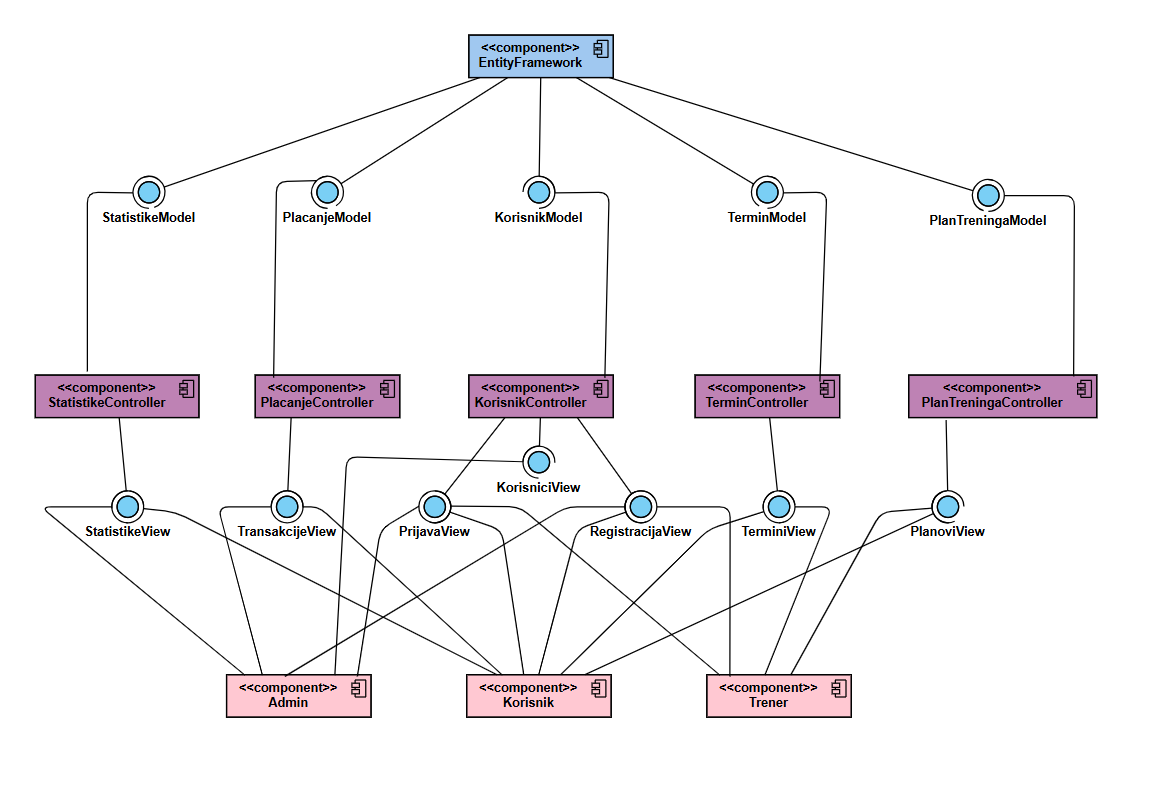 <<component>>
EntityFramework
StatistikeModel
PlacanjeModel
KorisnikModel
TerminModel
PlanTreningaModel
<<component>>
StatistikeController
<<component>>
PlacanjeController
<<component>>
KorisnikController
<<component>>
TerminController
<<component>>
PlanTreningaController
KorisniciView
StatistikeView
TransakcijeView
PrijavaView
RegistracijaView
TerminiView
PlanoviView
<<component>>
Admin
<<component>>
Korisnik
<<component>>
Trener